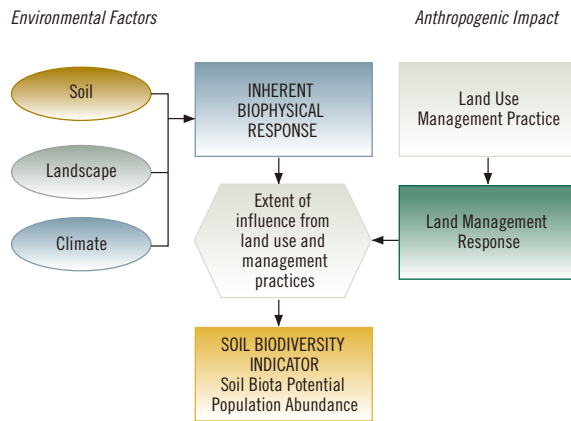 Environmental Factors
Anthropogenic Impact
Soil
Landscape
Climate
INHERENT
BIOPHYSICAL
RESPONSE
Land Use
Management Practice
Extent of
influence from
land use and
management
practices
Land Management
Response
SOIL BIODIVERSITY
INDICATOR
Soil Biota Potential
Population Abundance